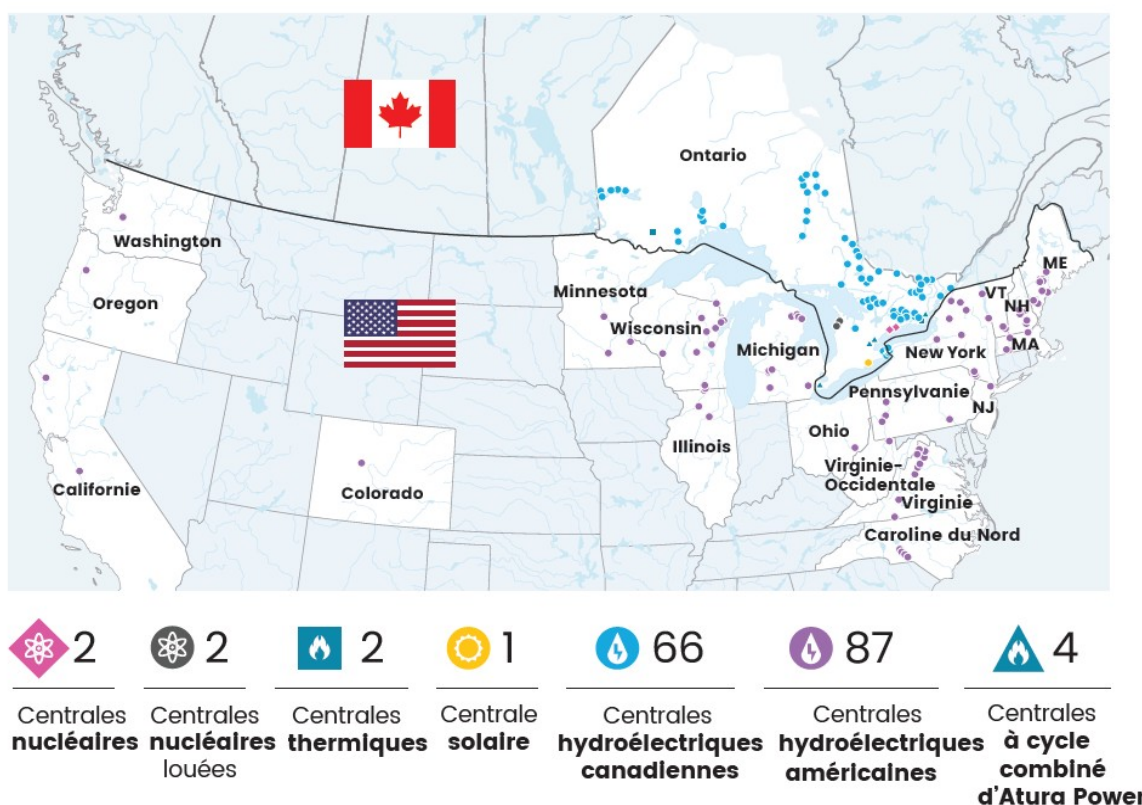 Ontario
Washington
Oregon
Minnesota
Wisconsin
Michigan
ME
VT
NH
MA
New York
Pennsylvanie
NJ
Ohio
Illinois
Virginie-
Occidentale
Virginie
Californie
Colorado
Caroline du Nord
2
Centrales
nucléaires
2
Centrales
nucléaires
louées
2
Centrales
thermiques
1
Centrale
solaire
66
Centrales
hydroélectriques
canadiennes
87
Centrales
hydroélectriques
américaines
4
Centrales
à cycle
combiné
d'Atura Power